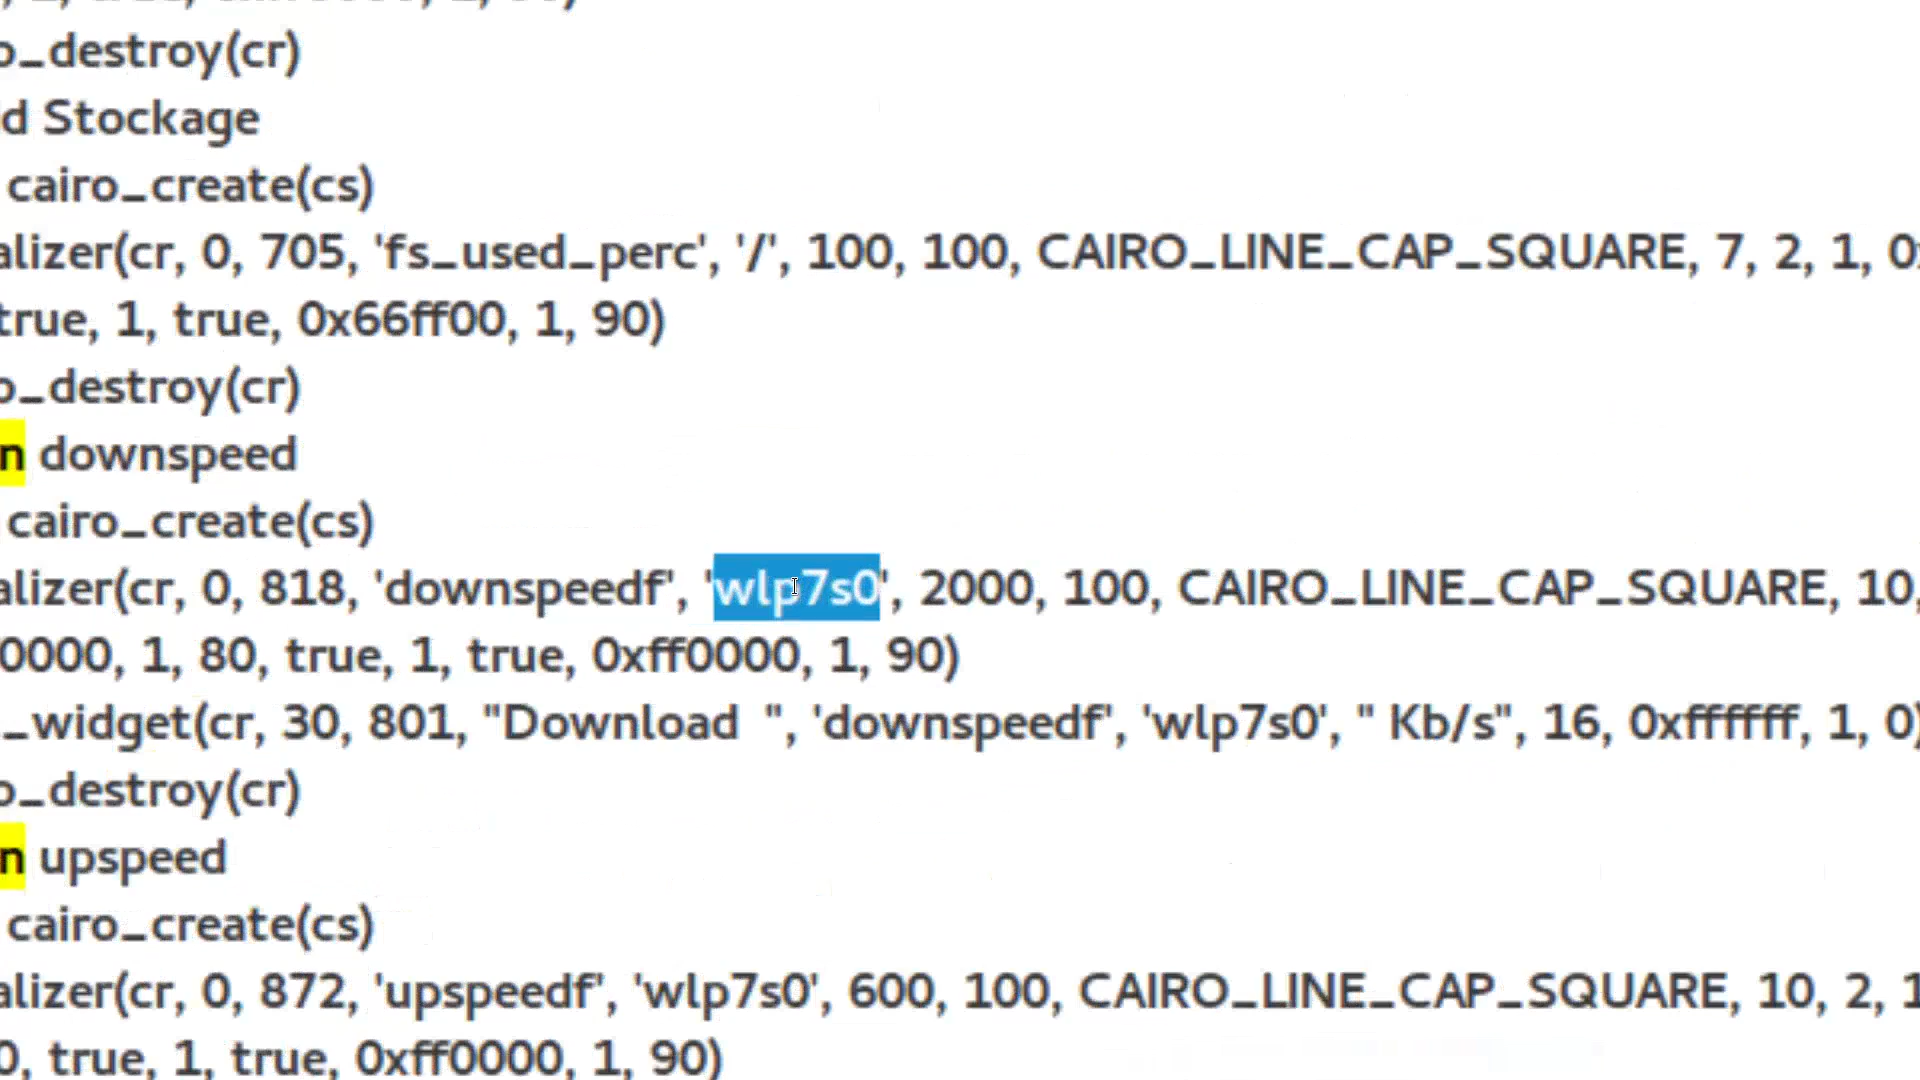 o_destroy(cr)
d Stockage
cairo_create(cs)
alizer(cr, 0, 705, 'fs_used_perc', '/', 100, 100, CAIRO_LINE_CAP_SQUARE, 7, 2, 1, 0
true, 1, true, 0x66ff00, 1, 90)
o_destroy(cr)
n downspeed
cairo_create(cs)
alizer(cr, 0, 818, 'downspeedf', 'wlp7s0', 2000, 100, CAIRO_LINE_CAP_SQUARE, 10,
0000, 1, 80, true, 1, true, 0xff0000, 1, 90)
_widget(cr, 30, 801, "Download  ", 'downspeedf', 'wlp7s0', " Kb/s", 16, 0xffffff, 1, 0)
o_destroy(cr)
n upspeed
cairo_create(cs)
alizer(cr, 0, 872, 'upspeedf', 'wlp7s0', 600, 100, CAIRO_LINE_CAP_SQUARE, 10, 2, 1
0, true, 1, true, 0xff0000, 1, 90)